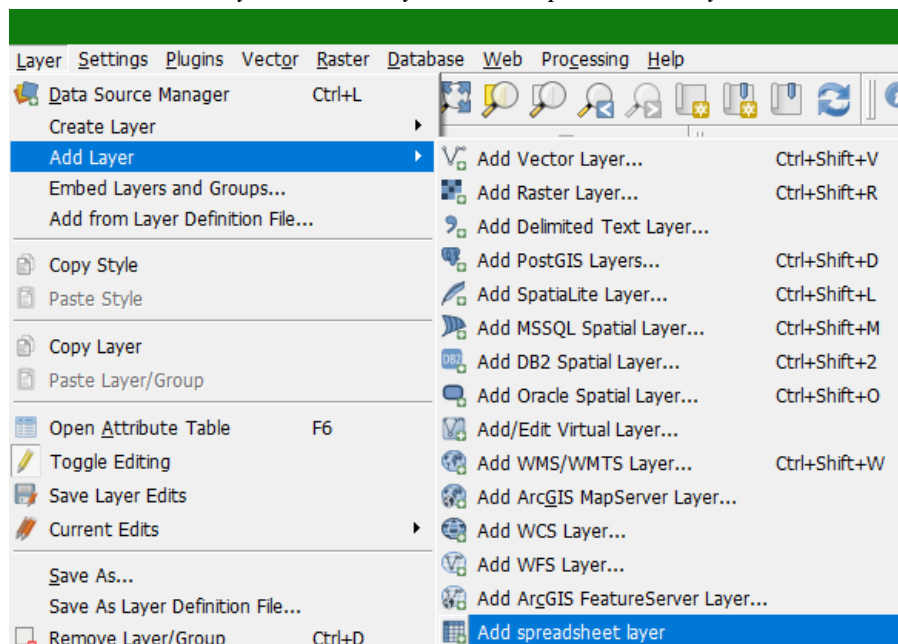 Layer Settings Plugins Vector Raster Database Web Processing Help
Data Source Manager Ctrl+L
Create Layer
Add Layer
Embed Layers and Groups...
Add from Layer Definition File...
Copy Style
Paste Style
Copy Layer
Paste Layer/Group
Open Attribute Table F6
Toggle Editing
Save Layer Edits
Current Edits
Save As...
Save As Layer Definition File...
Remove Layer/Group Ctrl+D
Add Vector Layer... Ctrl+Shift+V
Add Raster Layer... Ctrl+Shift+R
Add Delimited Text Layer...
Add PostGIS Layers... Ctrl+Shift+D
Add SpatiaLite Layer... Ctrl+Shift+L
Add MSSQL Spatial Layer... Ctrl+Shift+M
DB2 Add DB2 Spatial Layer... Ctrl+Shift+2
Add Oracle Spatial Layer... Ctrl+Shift+O
Add/Edit Virtual Layer...
Add WMS/WMTS Layer... Ctrl+Shift+W
Add ArcGIS MapServer Layer...
Add WCS Layer...
Add WFS Layer...
Add ArcGIS FeatureServer Layer...
Add spreadsheet layer